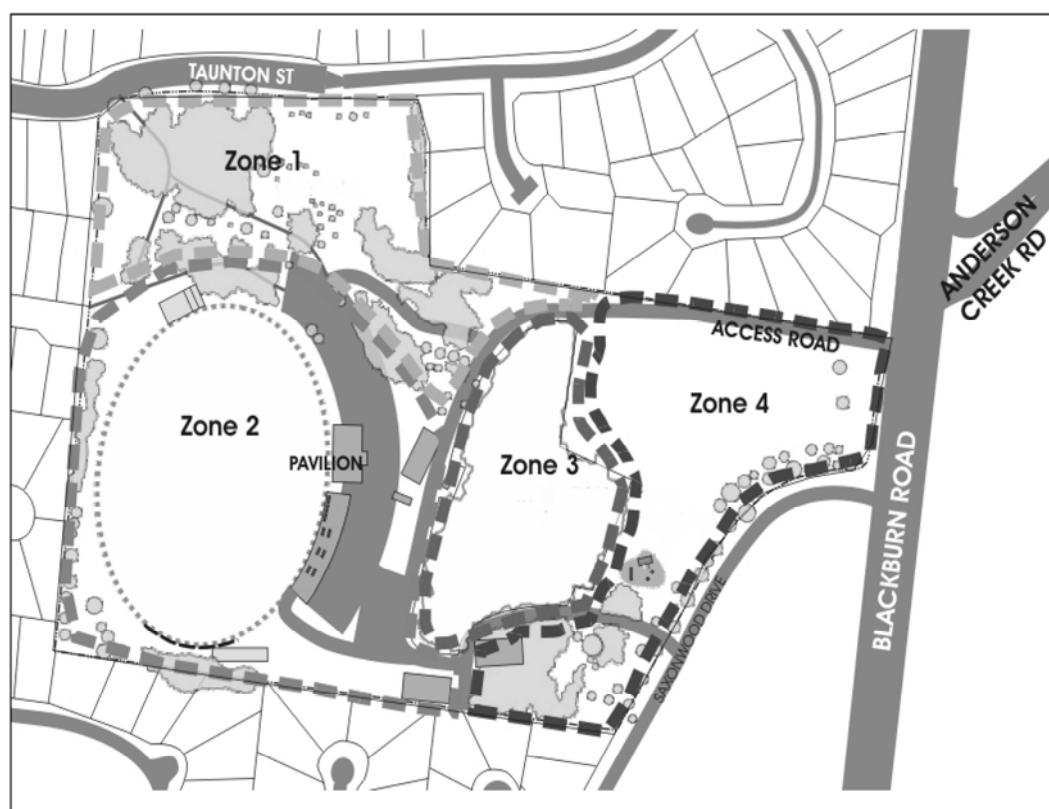 TAUNTON ST
Zone 1
ANDERSON
CREEK RD
ACCESS ROAD
Zone 4
Zone 2
PAVILION
Zone 3
BLACKBURN ROAD
SAXONWOOD DRIVE